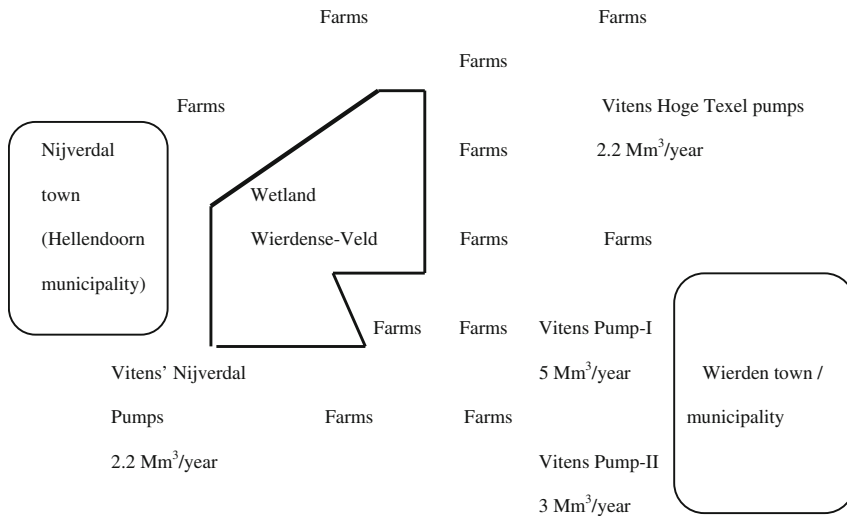 Farms Farms
Farms
Farms Vitens Hoge Texel pumps
Nijverdal Farms 2.2 Mm³/year
town Wetland
(Hellendoorn Wierdense-Veld Farms Farms
municipality)
Farms Farms Vitens Pump-I
Vitens’ Nijverdal 5 Mm³/year Wierden town /
Pumps Farms Farms municipality
2.2 Mm³/year Vitens Pump-II
3 Mm³/year